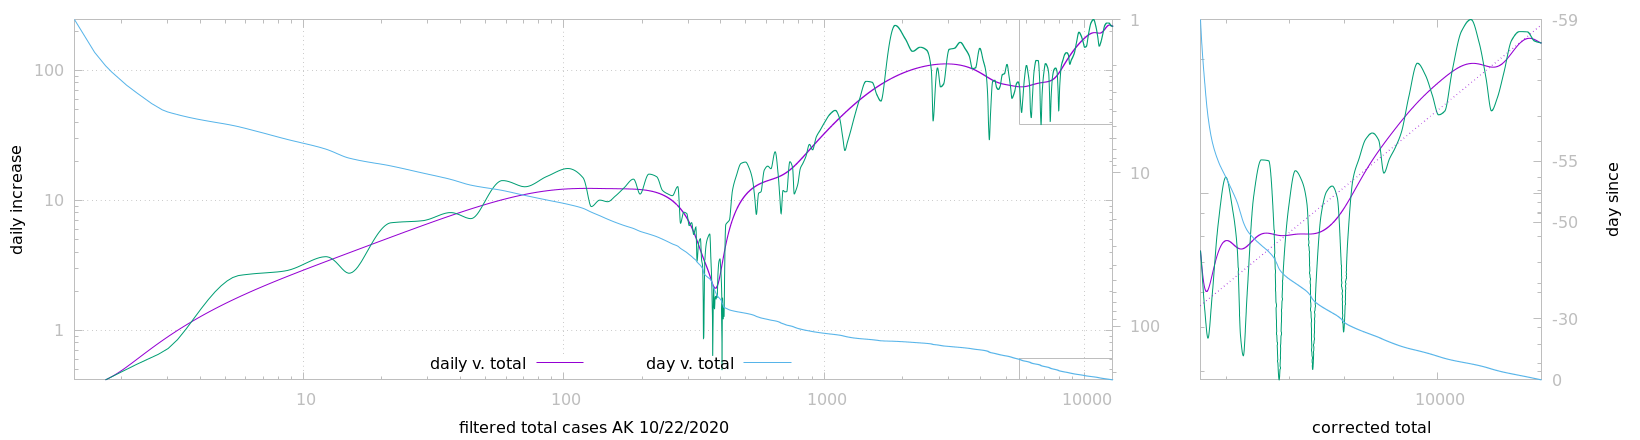 daily increase
100
10
1
10
100
1000
10000
1
10
100
daily v. total
day v. total
filtered total cases AK 10/22/2020
10000
-59
-55
-50
-30
0
day since
corrected total